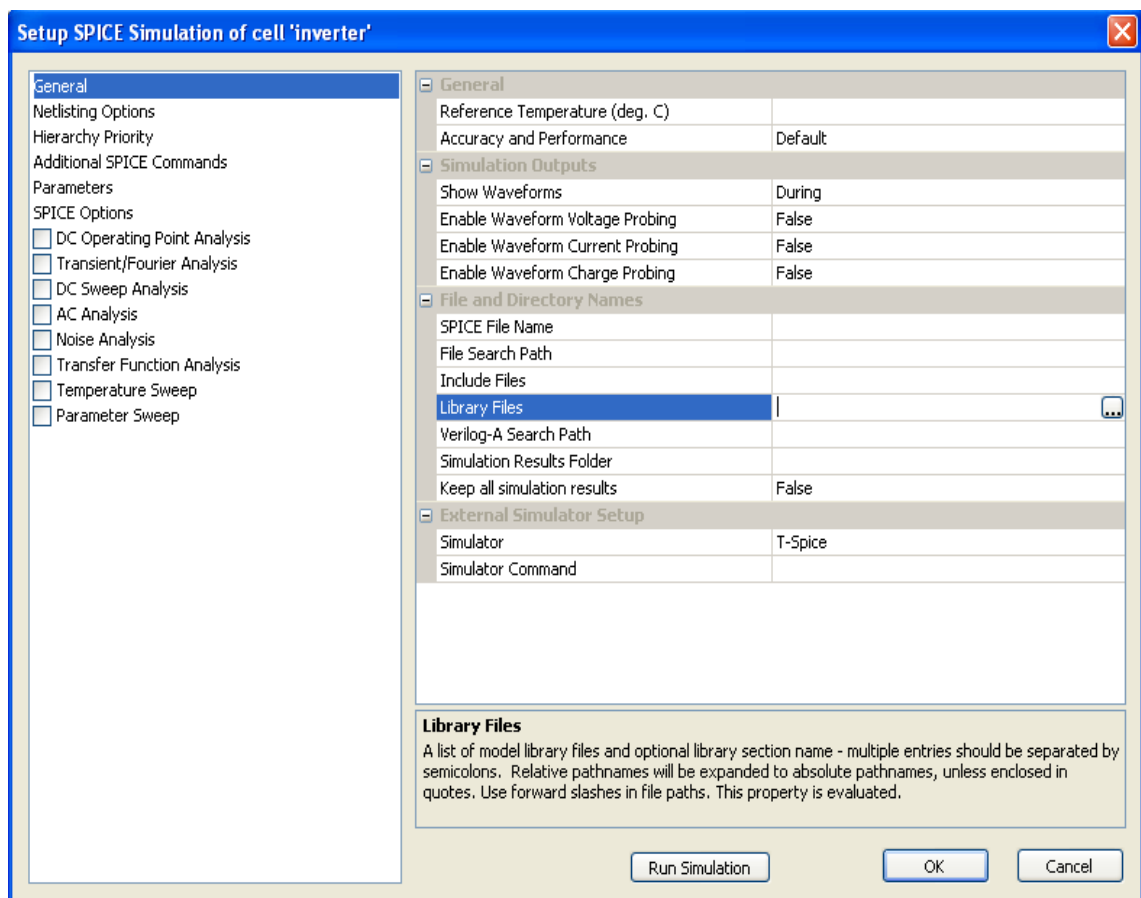 Setup SPICE Simulation of cell 'inverter'
General
Netlisting Options
Hierarchy Priority
Additional SPICE Commands
Parameters
SPICE Options
DC Operating Point Analysis
Transient/Fourier Analysis
DC Sweep Analysis
AC Analysis
Noise Analysis
Transfer Function Analysis
Temperature Sweep
Parameter Sweep
General
Reference Temperature (deg. C)
Accuracy and Performance Default
Simulation Outputs
Show Waveforms During
Enable Waveform Voltage Probing False
Enable Waveform Current Probing False
Enable Waveform Charge Probing False
File and Directory Names
SPICE File Name
File Search Path
Include Files
Library Files ...
Verilog-A Search Path
Simulation Results Folder
Keep all simulation results False
External Simulator Setup
Simulator T-Spice
Simulator Command
Library Files
A list of model library files and optional library section name - multiple entries should be separated by
semicolons. Relative pathnames will be expanded to absolute pathnames, unless enclosed in
quotes. Use forward slashes in file paths. This property is evaluated.
Run Simulation OK Cancel